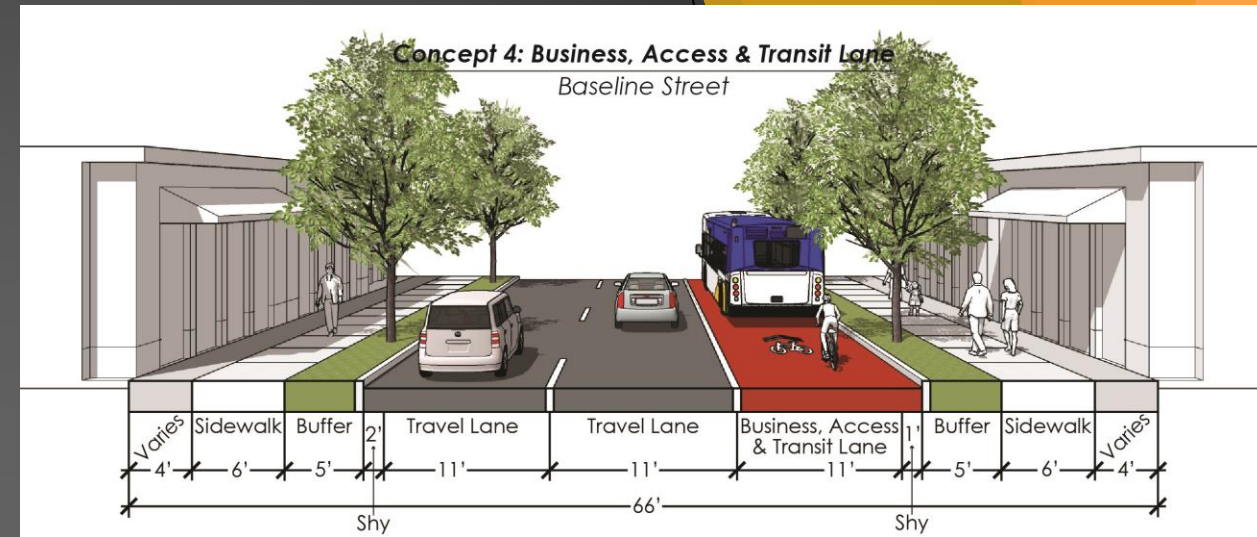 Concept 4: Business, Access & Transit Lane
Baseline Street
Varies Sidewalk Buffer 2' Travel Lane Travel Lane Business, Access 1' Buffer Sidewalk Varies
& Transit Lane
4' 6' 5' 11' 11' 11' 5' 6' 4'
66'
Shy Shy